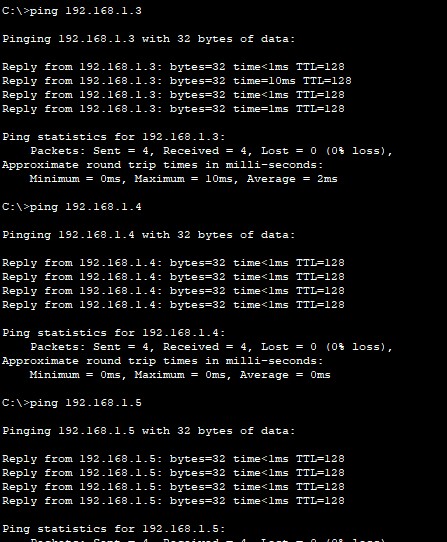 C:\>ping 192.168.1.3
Pinging 192.168.1.3 with 32 bytes of data:
Reply from 192.168.1.3: bytes=32 time<1ms TTL=128
Reply from 192.168.1.3: bytes=32 time=10ms TTL=128
Reply from 192.168.1.3: bytes=32 time<1ms TTL=128
Reply from 192.168.1.3: bytes=32 time=1ms TTL=128
Ping statistics for 192.168.1.3:
Packets: Sent = 4, Received = 4, Lost = 0 (0% loss),
Approximate round trip times in milli-seconds:
Minimum = 0ms, Maximum = 10ms, Average = 2ms
C:\>ping 192.168.1.4
Pinging 192.168.1.4 with 32 bytes of data:
Reply from 192.168.1.4: bytes=32 time<1ms TTL=128
Reply from 192.168.1.4: bytes=32 time<1ms TTL=128
Reply from 192.168.1.4: bytes=32 time<1ms TTL=128
Reply from 192.168.1.4: bytes=32 time<1ms TTL=128
Ping statistics for 192.168.1.4:
Packets: Sent = 4, Received = 4, Lost = 0 (0% loss),
Approximate round trip times in milli-seconds:
Minimum = 0ms, Maximum = 0ms, Average = 0ms
C:\>ping 192.168.1.5
Pinging 192.168.1.5 with 32 bytes of data:
Reply from 192.168.1.5: bytes=32 time<1ms TTL=128
Reply from 192.168.1.5: bytes=32 time<1ms TTL=128
Reply from 192.168.1.5: bytes=32 time<1ms TTL=128
Reply from 192.168.1.5: bytes=32 time<1ms TTL=128
Ping statistics for 192.168.1.5:
Packets: Sent = 4, Received = 4, Lost = 0 (0% loss),